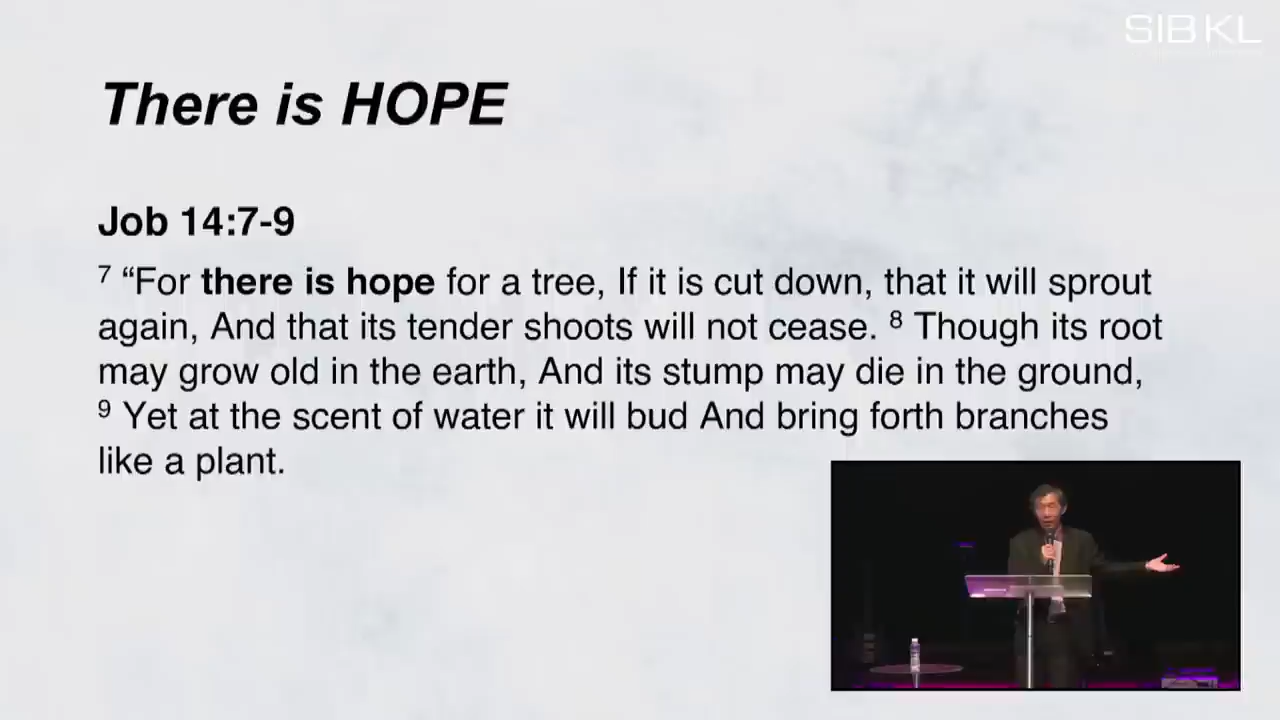 SIB KL
There is HOPE
Job 14:7-9
7 “For there is hope for a tree, If it is cut down, that it will sprout
again, And that its tender shoots will not cease. 8 Though its root
may grow old in the earth, And its stump may die in the ground,
9 Yet at the scent of water it will bud And bring forth branches
like a plant.